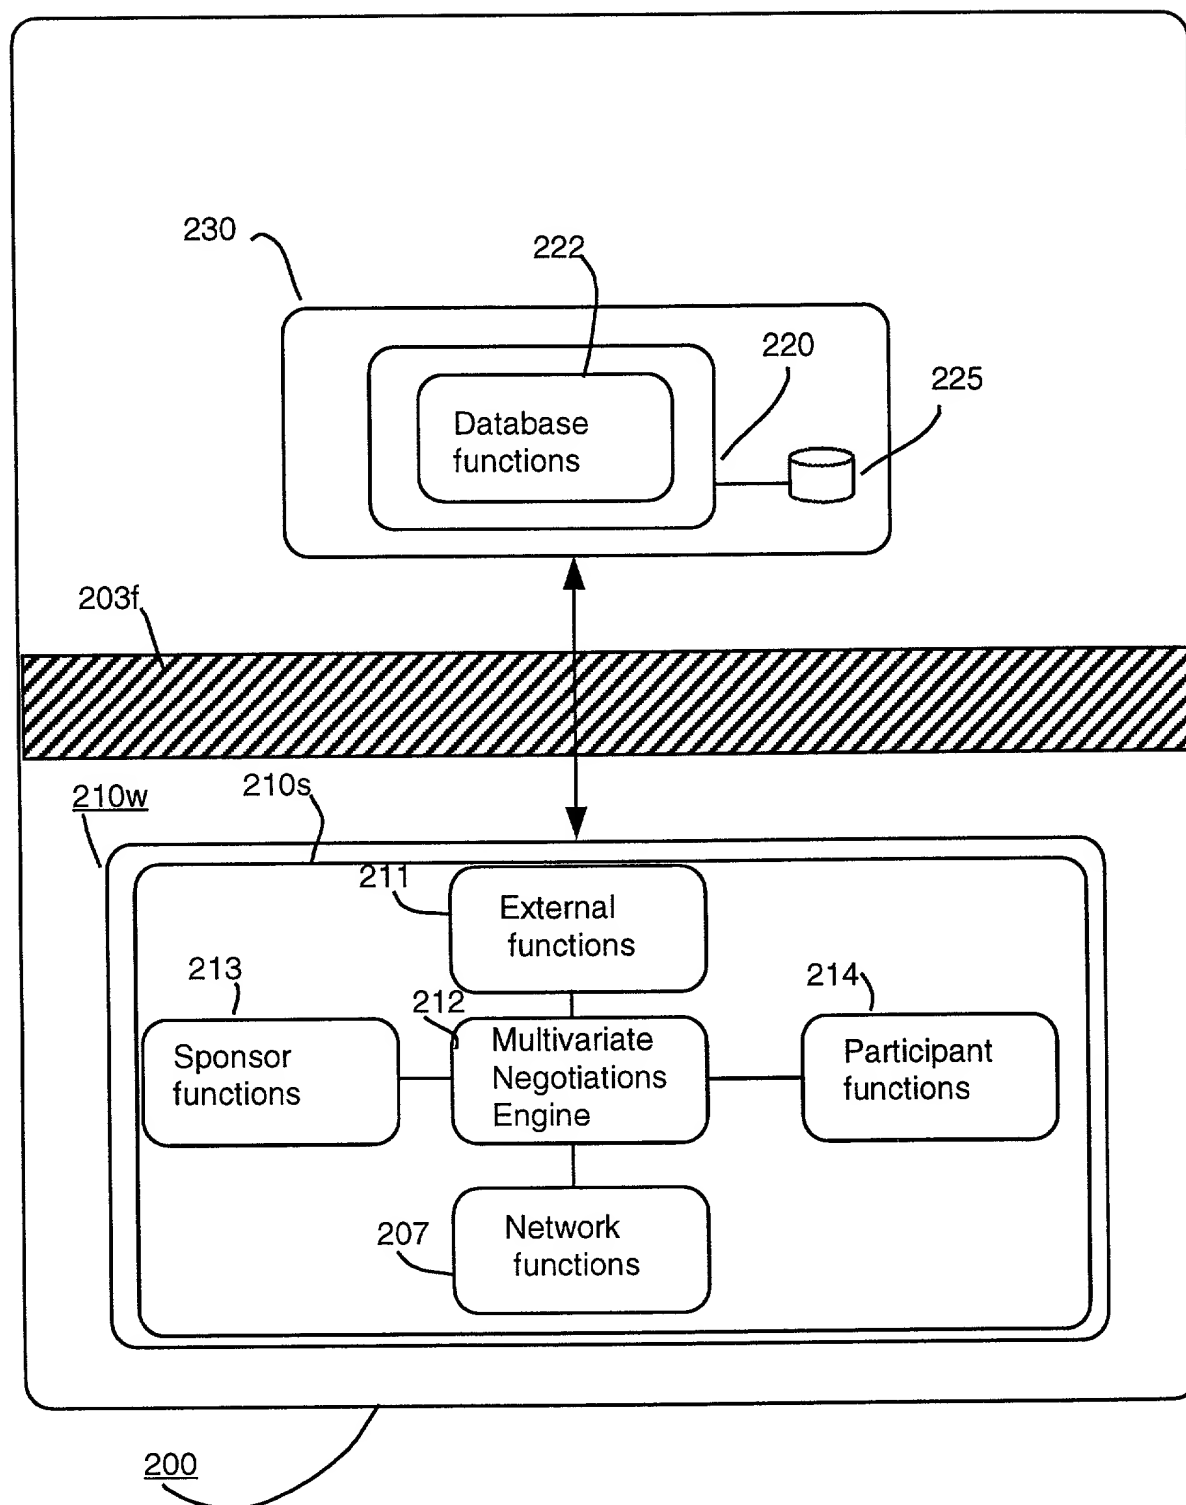 230
222
220
225
Database
functions
203f
210w
210s
211
External
functions
213
212
214
Sponsor
functions
Multivariate
Negotiations
Engine
Participant
functions
207
Network
functions
200